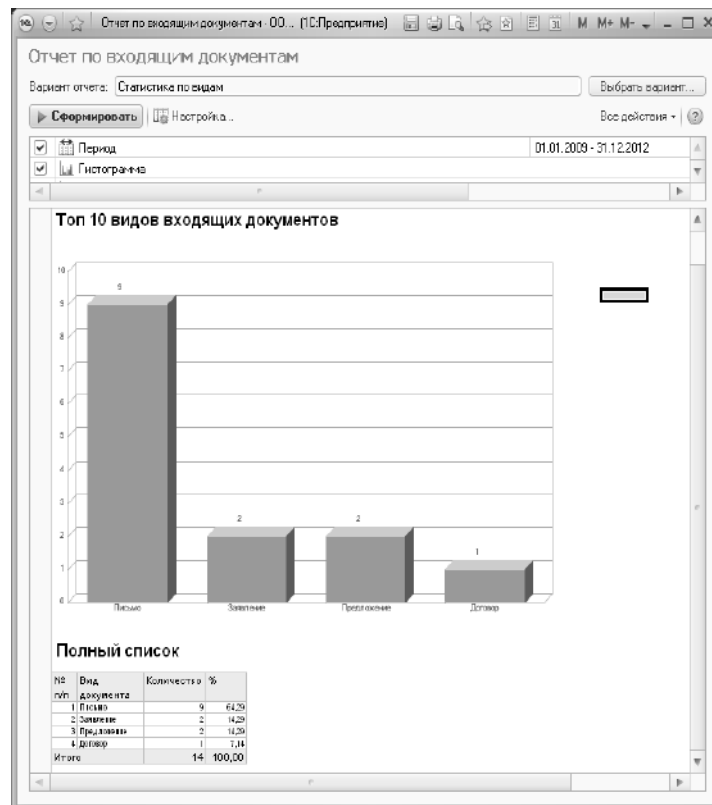 Отчет по входящим документам - ОО... (1С:Предприятие)
31
M M+ M-
Отчет по входящим документам
Вариант отчета: Статистика по видам
Выбрать вариант...
Сформировать
Настройка...
Все действия
?
Период 01.01.2009 - 31.12.2012
Гистограмма
Топ 10 видов входящих документов
10
9
8
7
6
5
4
3
2
1
0
9
2
2
1
Письмо
Заявление
Предложение
Договор
Полный список
№ п/п Вид документа Количество %
1 Письмо 9 64,29
2 Заявление 2 14,29
3 Предложение 2 14,29
4 Договор 1 7,14
Итого 14 100,00